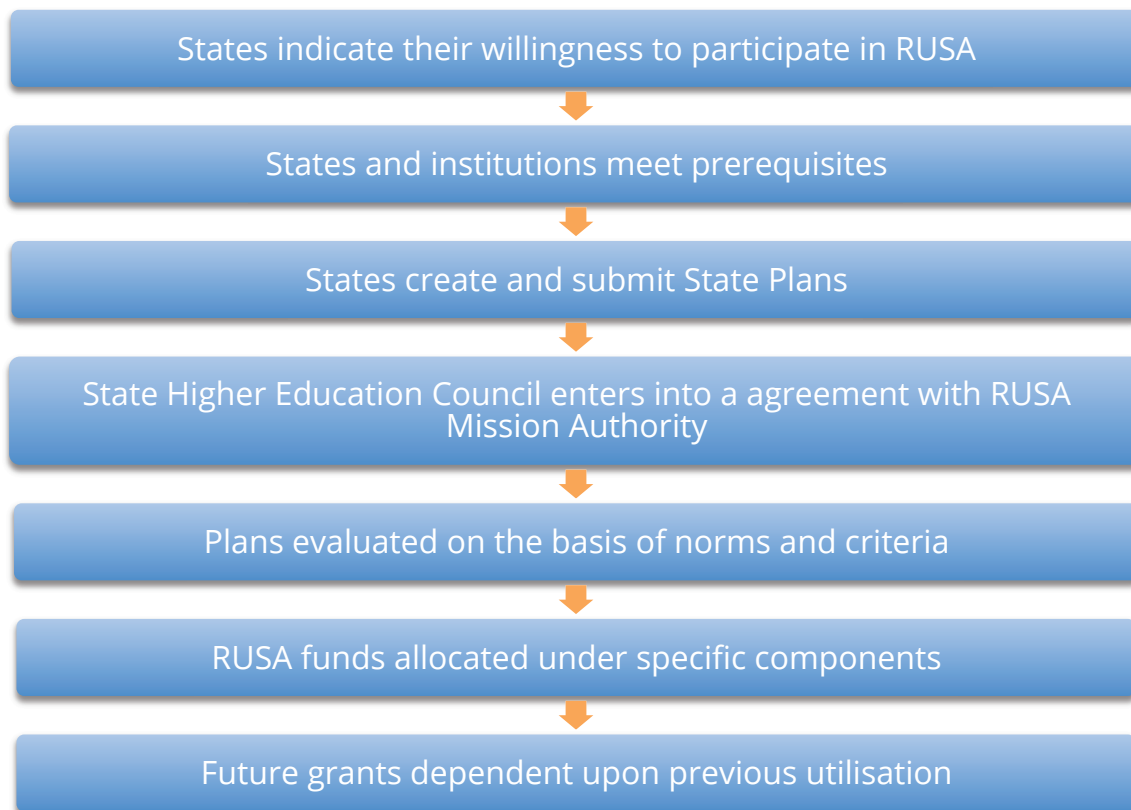 States indicate their willingness to participate in RUSA
States and institutions meet prerequisites
States create and submit State Plans
State Higher Education Council enters into a agreement with RUSA
Mission Authority
Plans evaluated on the basis of norms and criteria
RUSA funds allocated under specific components
Future grants dependent upon previous utilisation